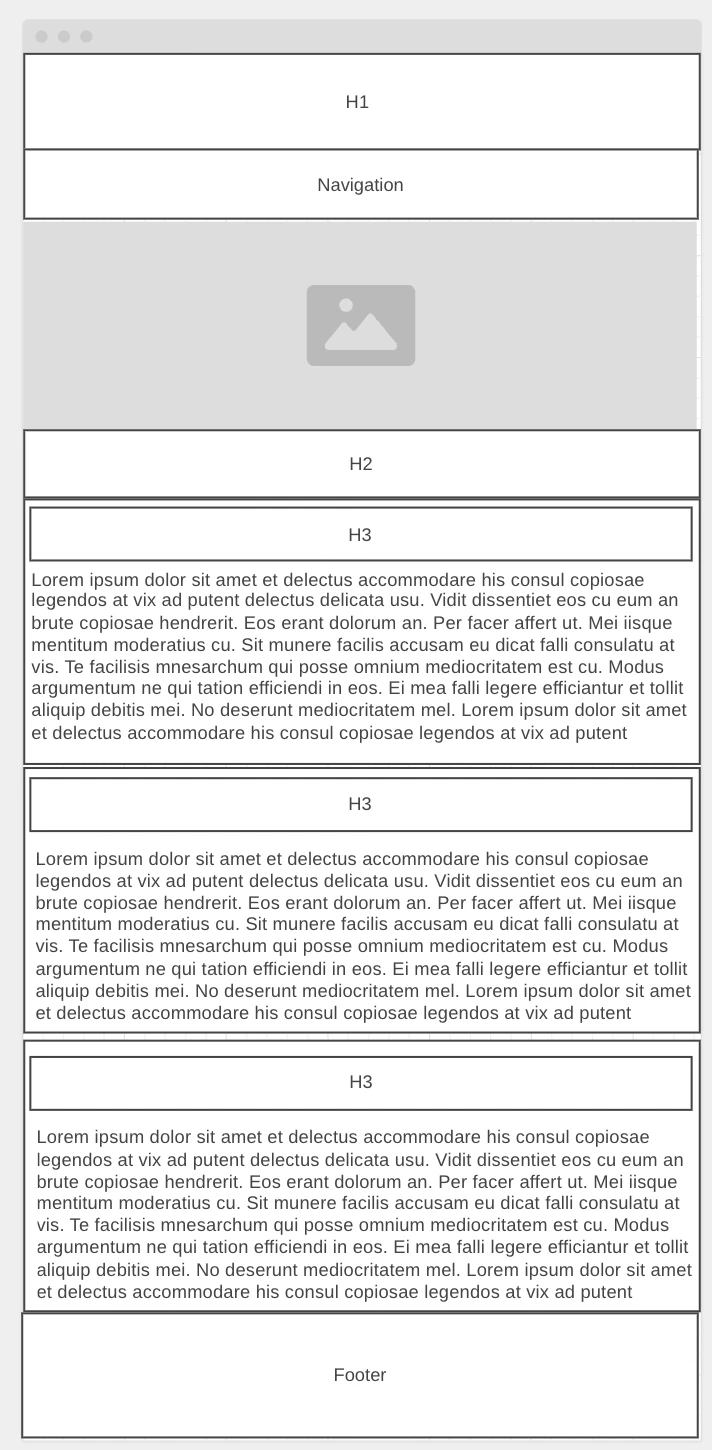 H1
Navigation
H2
H3
Lorem ipsum dolor sit amet et delectus accommodare his consul copiosae
legendos at vix ad putent delectus delicata usu. Vidit dissentiet eos cu eum an
brute copiosae hendrerit. Eos erant dolorum an. Per facer affert ut. Mei iisque
mentitum moderatius cu. Sit munere facilis accusam eu dicat falli consulatu at
vis. Te facilisis mnesarchum qui posse omnium mediocritatem est cu. Modus
argumentum ne qui tation efficiendi in eos. Ei mea falli legere efficiantur et tollit
aliquip debitis mei. No deserunt mediocritatem mel. Lorem ipsum dolor sit amet
et delectus accommodare his consul copiosae legendos at vix ad putent
H3
Lorem ipsum dolor sit amet et delectus accommodare his consul copiosae
legendos at vix ad putent delectus delicata usu. Vidit dissentiet eos cu eum an
brute copiosae hendrerit. Eos erant dolorum an. Per facer affert ut. Mei iisque
mentitum moderatius cu. Sit munere facilis accusam eu dicat falli consulatu at
vis. Te facilisis mnesarchum qui posse omnium mediocritatem est cu. Modus
argumentum ne qui tation efficiendi in eos. Ei mea falli legere efficiantur et tollit
aliquip debitis mei. No deserunt mediocritatem mel. Lorem ipsum dolor sit amet
et delectus accommodare his consul copiosae legendos at vix ad putent
H3
Lorem ipsum dolor sit amet et delectus accommodare his consul copiosae
legendos at vix ad putent delectus delicata usu. Vidit dissentiet eos cu eum an
brute copiosae hendrerit. Eos erant dolorum an. Per facer affert ut. Mei iisque
mentitum moderatius cu. Sit munere facilis accusam eu dicat falli consulatu at
vis. Te facilisis mnesarchum qui posse omnium mediocritatem est cu. Modus
argumentum ne qui tation efficiendi in eos. Ei mea falli legere efficiantur et tollit
aliquip debitis mei. No deserunt mediocritatem mel. Lorem ipsum dolor sit amet
et delectus accommodare his consul copiosae legendos at vix ad putent
Footer